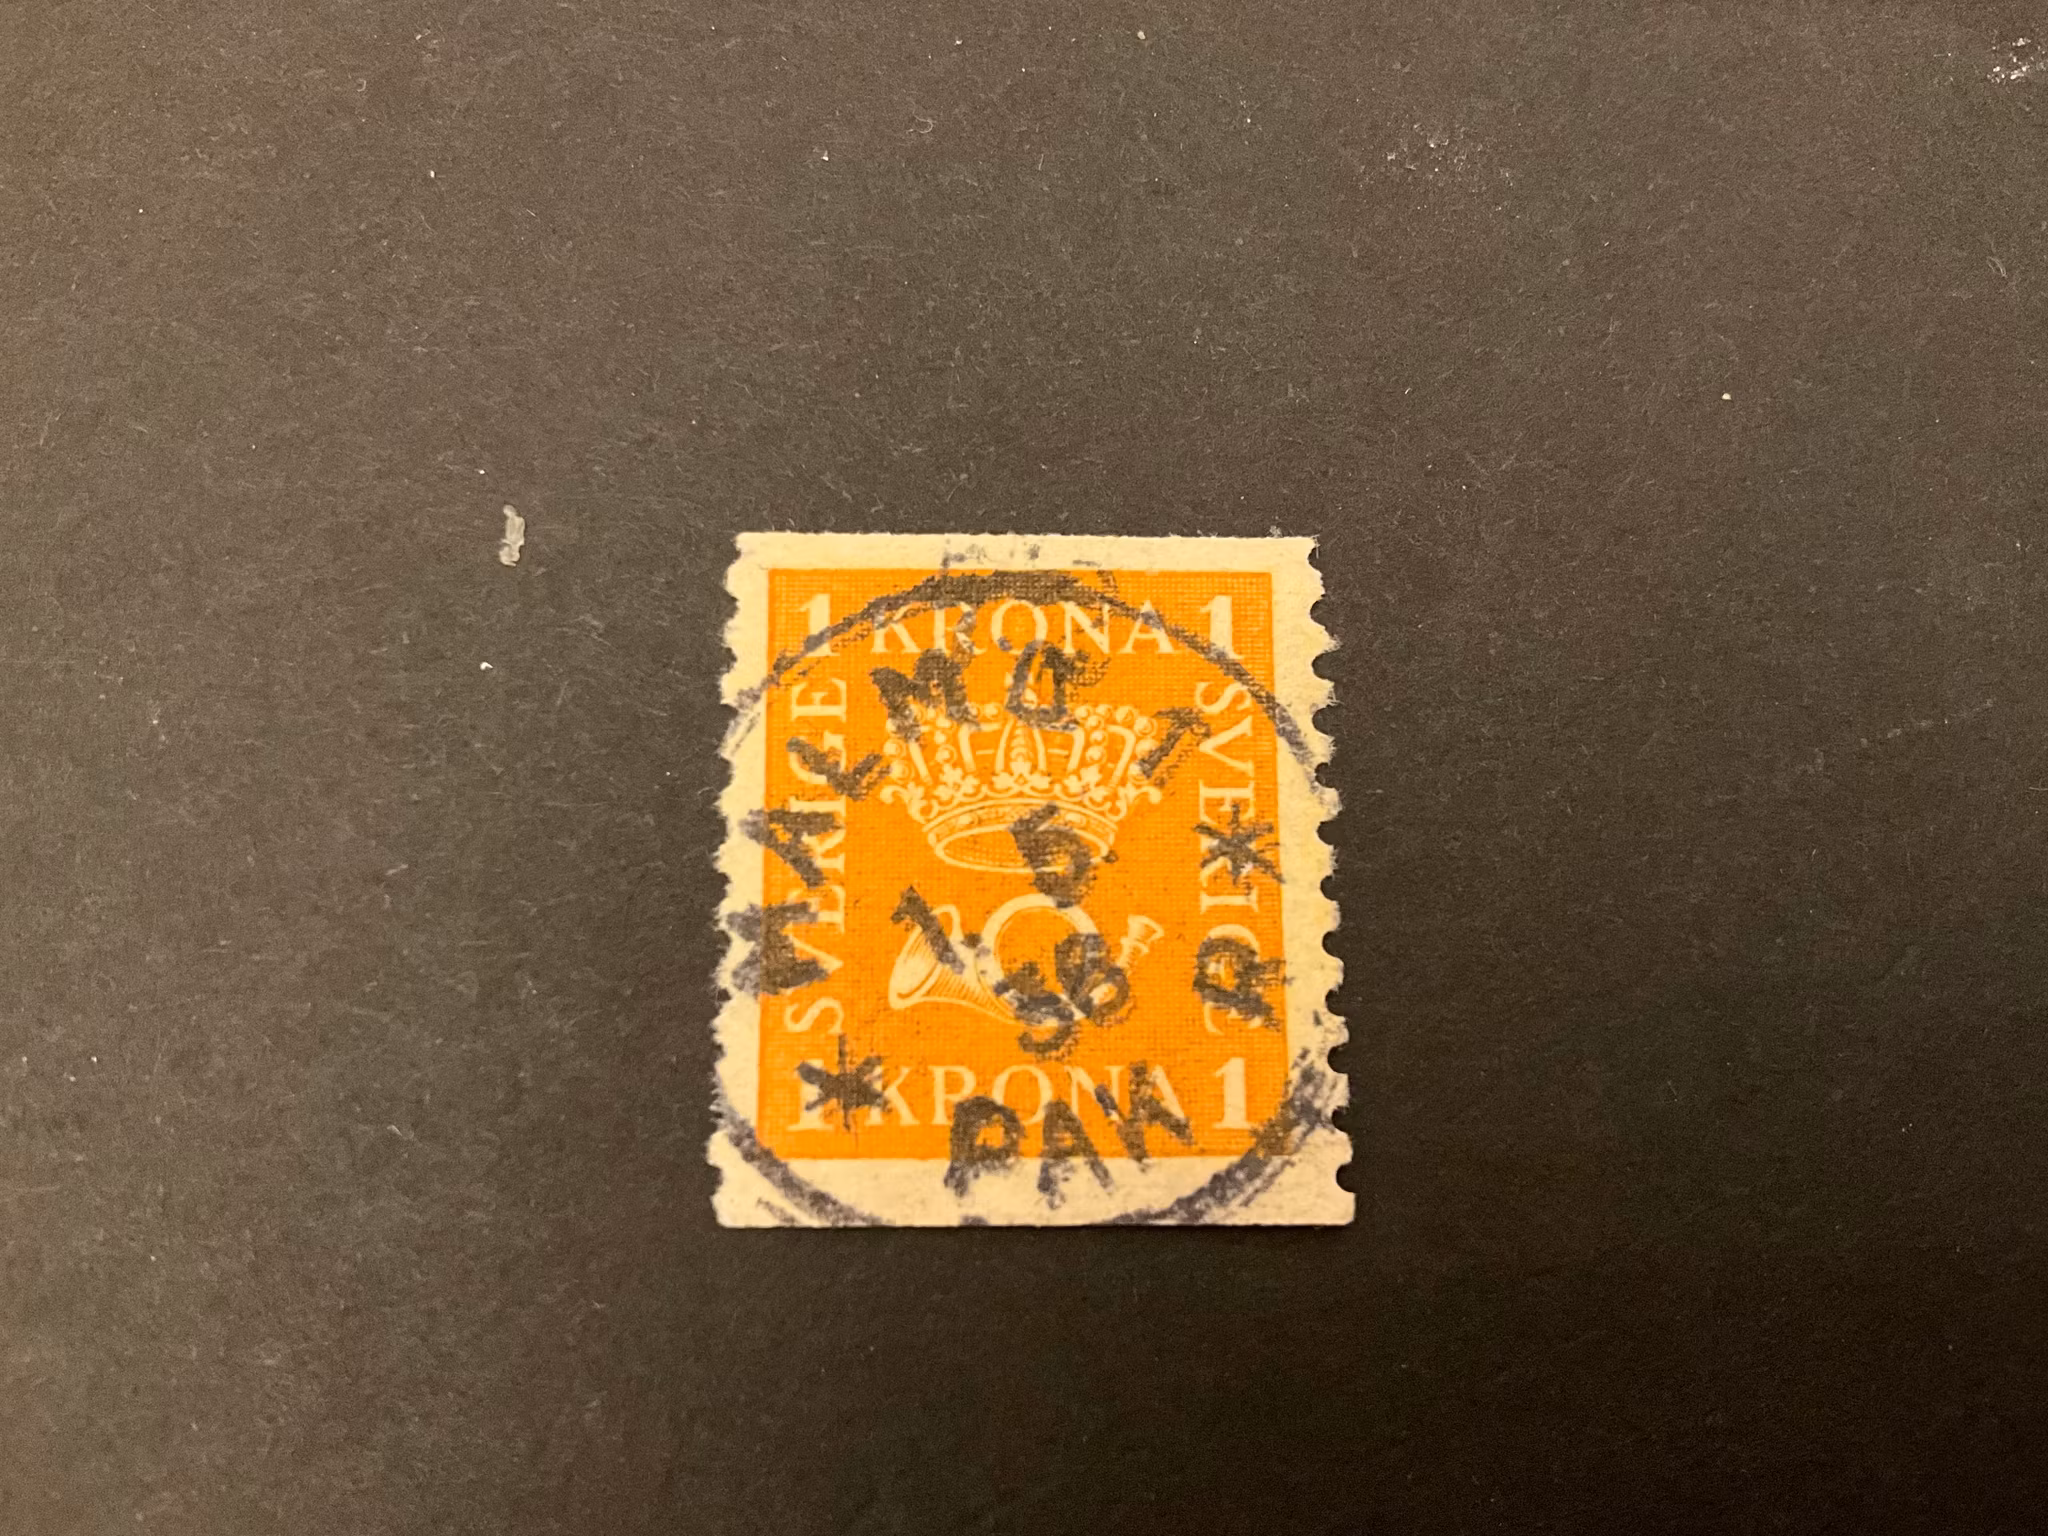 1 KRONA 1
SVERIGE
SVERIGE
1 KRONA 1
MALMÖ 1
1. 5.
36
* PAK R *